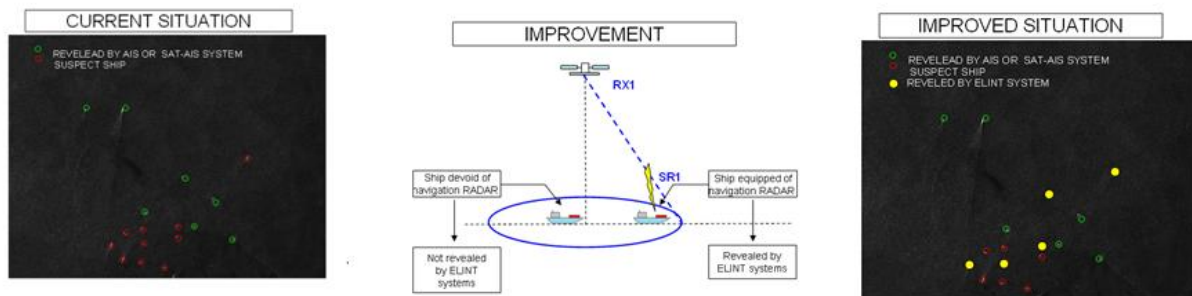 CURRENT SITUATION
REVELEAD BY AIS OR SAT-AIS SYSTEM
SUSPECT SHIP
IMPROVEMENT
RX1
SR1
Ship devoid of
navigation RADAR
Ship equipped of
navigation RADAR
Not revealed
by ELINT
systems
Revealed by
ELINT systems
IMPROVED SITUATION
REVELEAD BY AIS OR SAT-AIS SYSTEM
SUSPECT SHIP
REVELED BY ELINT SYSTEM